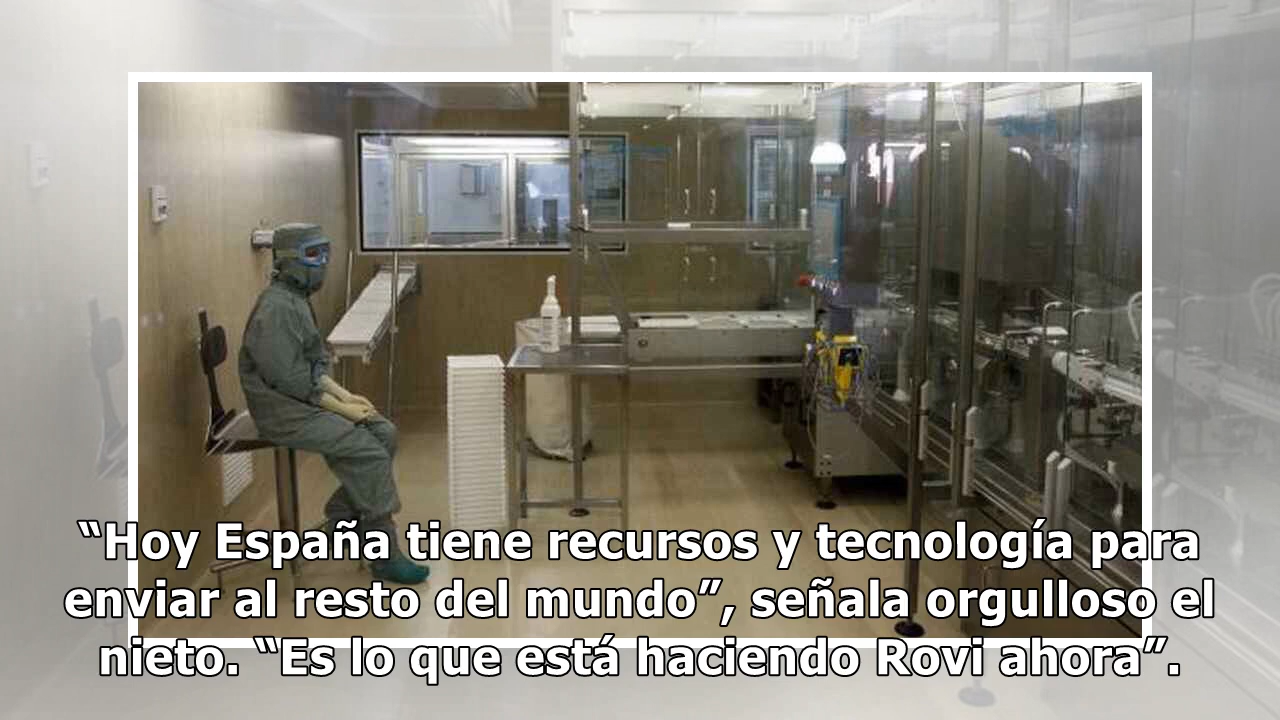 “Hoy España tiene recursos y tecnología para
enviar al resto del mundo”, señala orgulloso el
nieto. “Es lo que está haciendo Rovi ahora”.